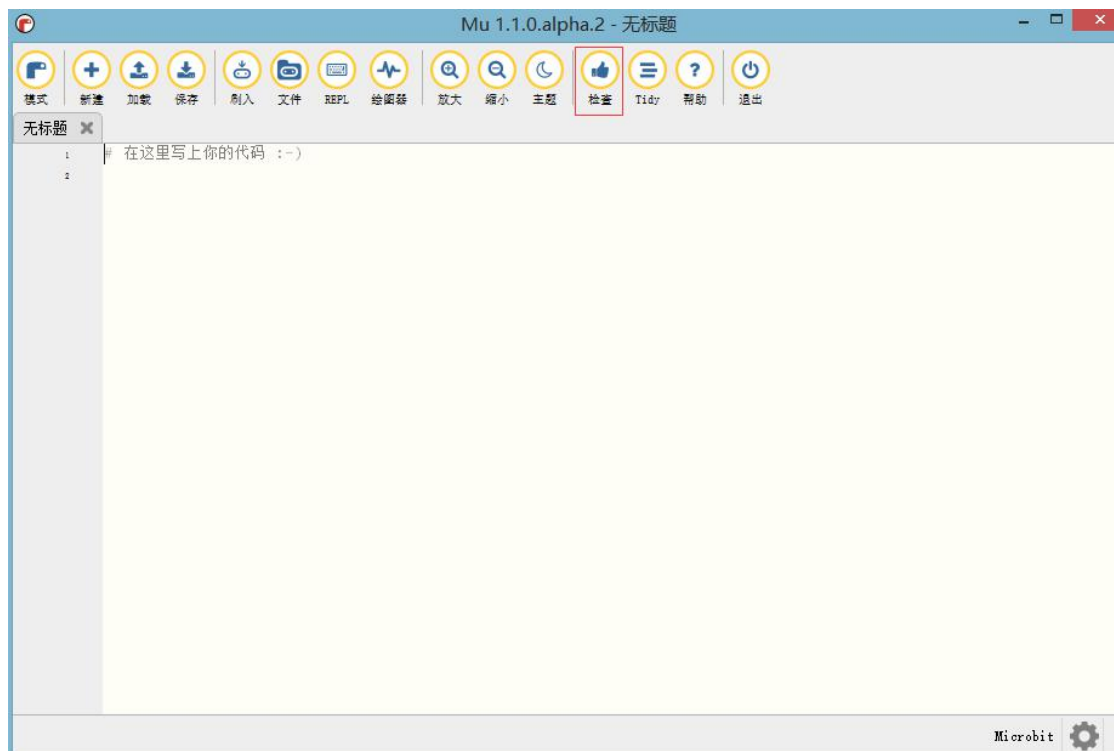 Mu 1.1.0.alpha.2 - 无标题
模式 新建 加载 保存 刷入 文件 REPL 绘图器 放大 缩小 主题 检查 Tidy 帮助 退出
无标题
1 # 在这里写上你的代码 :-)
2
Microbit